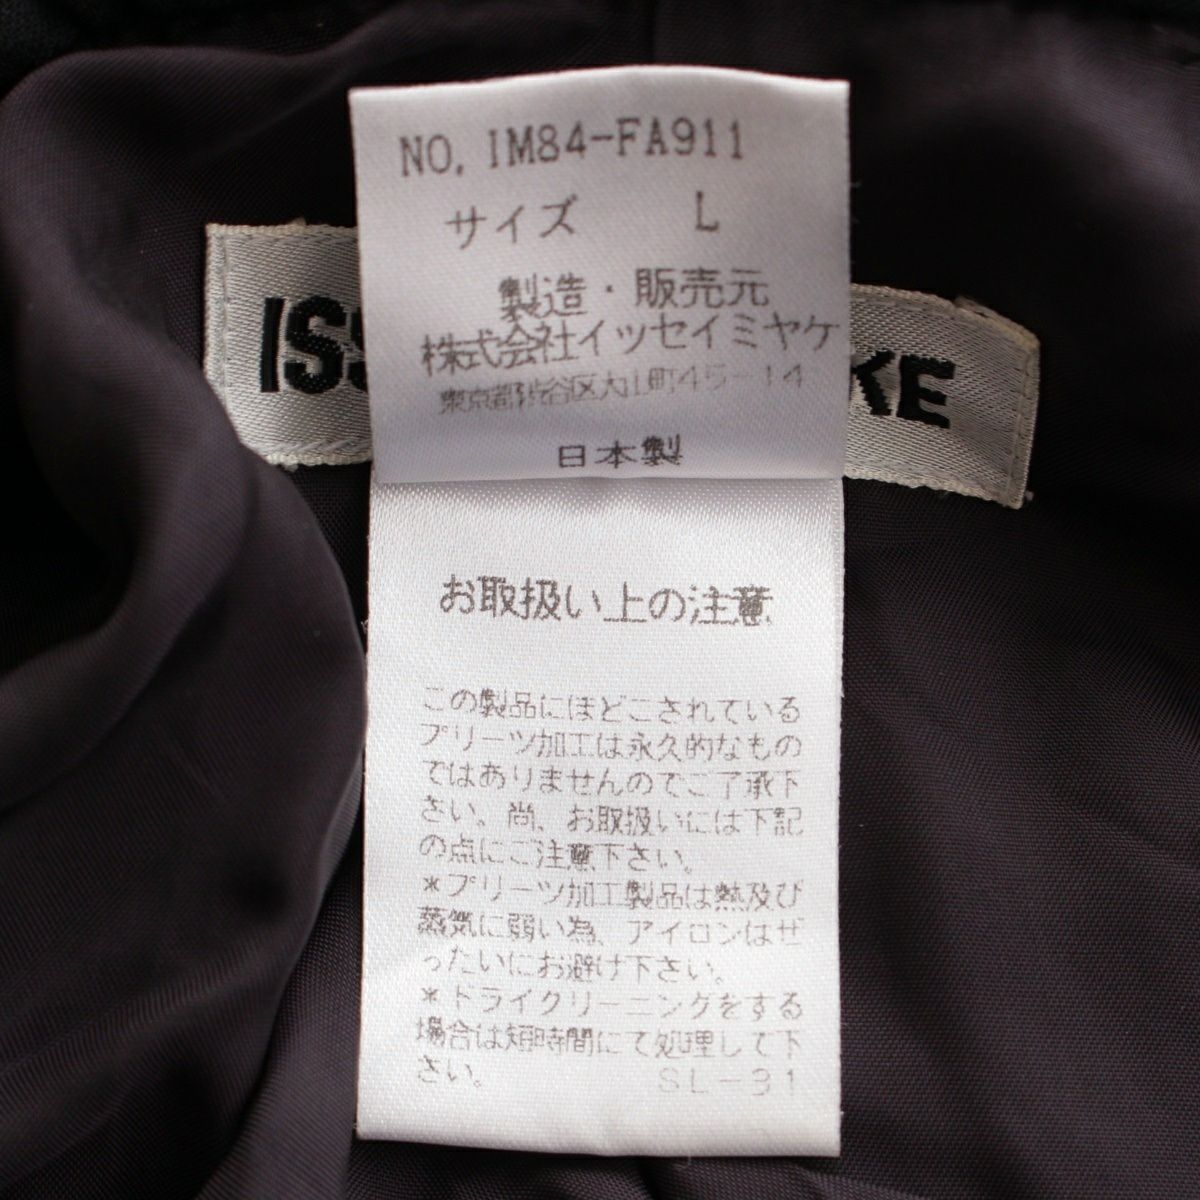 NO. IM84-FA911
サイズ L
製造・販売元
株式会社イッセイミヤケ
東京都渋谷区大山町45-14
日本製
ISS
KE
お取扱い上の注意
この製品にほどこされている
プリーツ加工は永久的なもの
ではありませんのでご了承下
さい。尚、お取扱いには下記
の点にご注意下さい。
*プリーツ加工製品は熱及び
蒸気に弱い為、アイロンはぜ
ったいにお避け下さい。
*ドライクリーニングをする
場合は短時間にて処理して下
さい。 SL-31